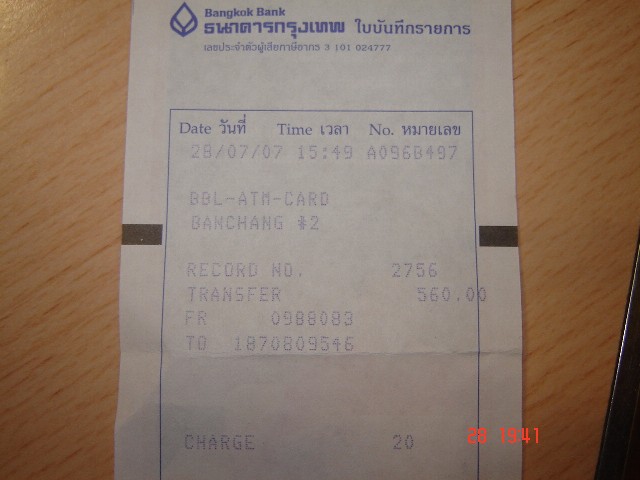 Bangkok Bank
ธนาคารกรุงเทพ ใบบันทึกรายการ
เลขประจำตัวผู้เสียภาษีอากร 3 101 024777
Date วันที่ Time เวลา No. หมายเลข
28/07/07 15:49 A096B497
BBL-ATM-CARD
BANCHANG #2
RECORD NO. 2756
TRANSFER 560.00
FR 0988083
TO 1870809546
CHARGE 20
28 19:41